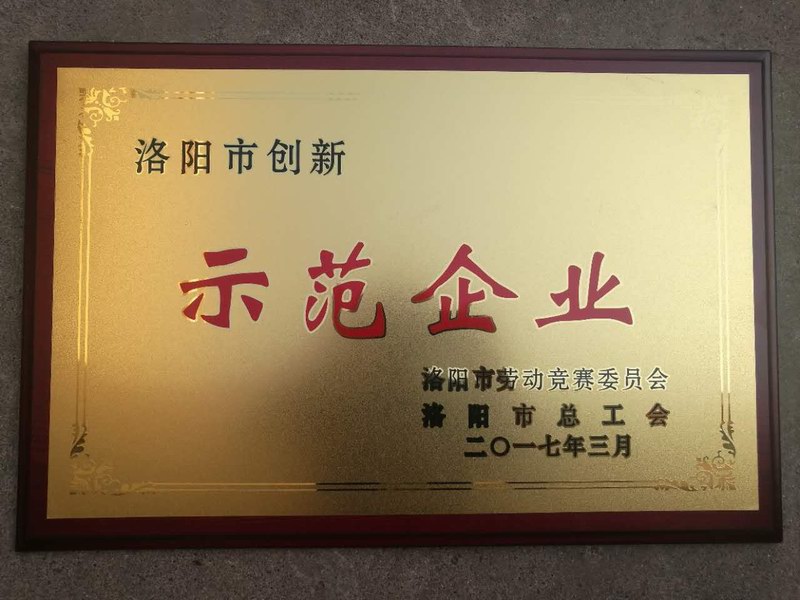 洛阳市创新
示范企业
洛阳市劳动竞赛委员会
洛阳市总工会
二〇一七年三月